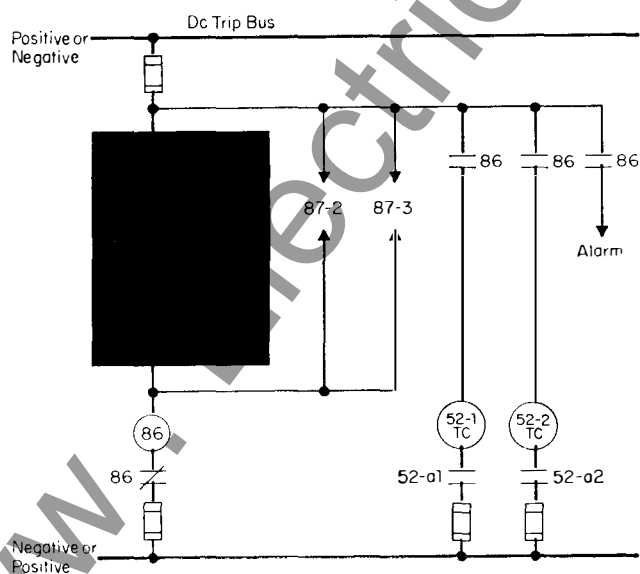 Dc Trip Bus
Positive or
Negative
87-2
87-3
86
86
86
Alarm
86
52-1
TC
52-2
TC
86
52-a1
52-a2
Negative or
Positive